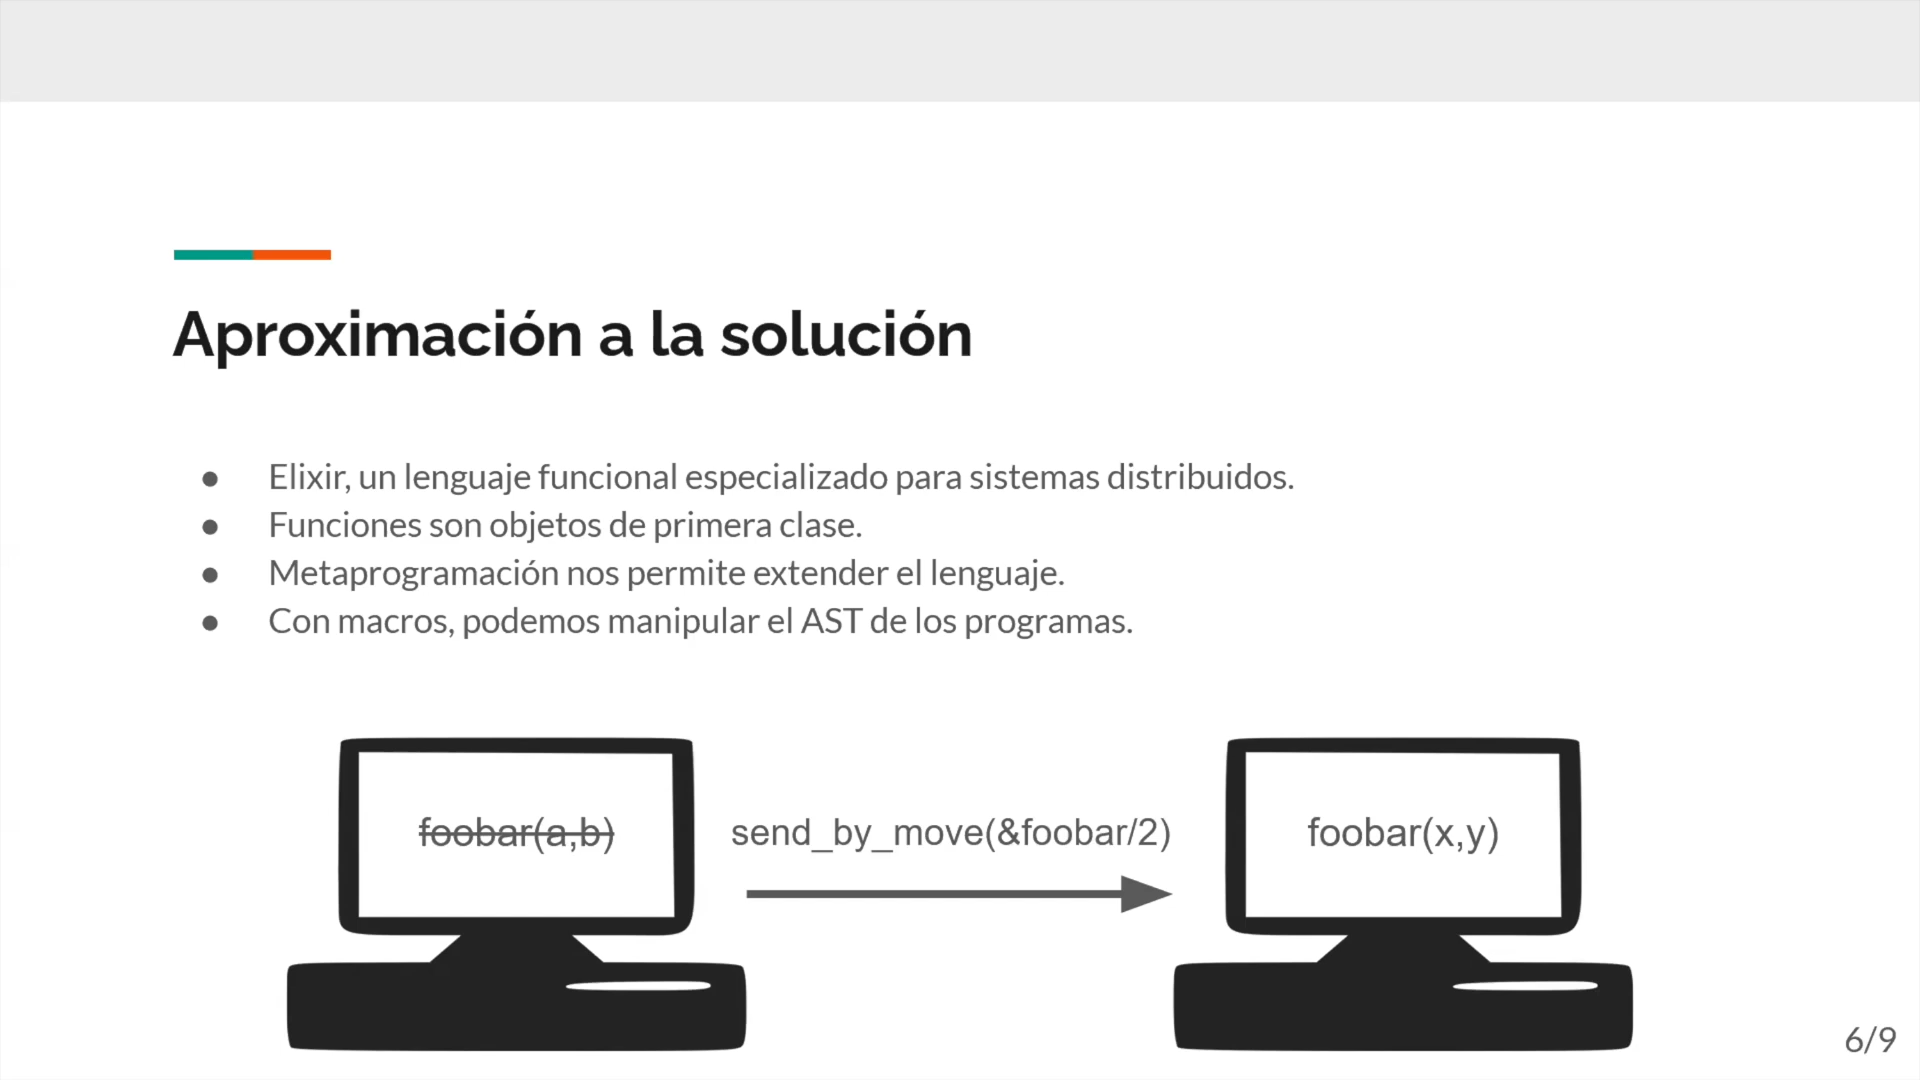 Aproximación a la solución
● Elixir, un lenguaje funcional especializado para sistemas distribuidos.
● Funciones son objetos de primera clase.
● Metaprogramación nos permite extender el lenguaje.
● Con macros, podemos manipular el AST de los programas.
foobar(a,b)
send_by_move(&foobar/2)
foobar(x,y)
6/9